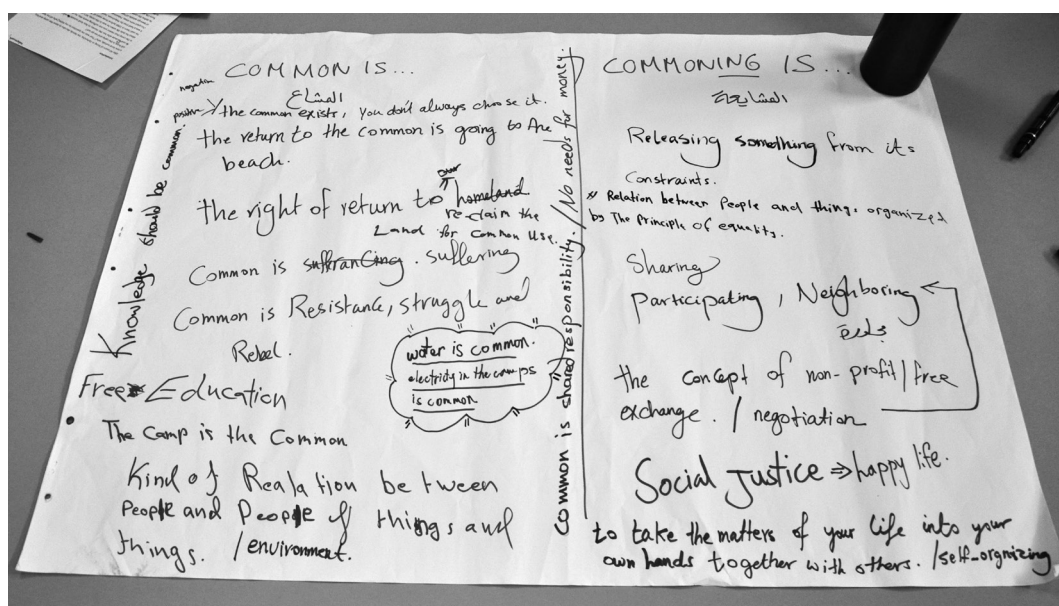 COMMON IS...
المشاع
negation
position → the common exists, you don't always choose it.
the return to the common is going to the
beach.
the right of return to homeland
re-claim the
Land for common use.
Common is suffrancing. suffering
Common is Resistance, struggle and
Rebel.
water is common.
electricity in the camps
is common
Free Education
The camp is the Common
Kind of Realation between
People and People / things and
things. /environment.
Knowledge should be common.
common is shared responsibility. / No needs for money.
COMMONING IS...
المشايعة
Releasing something from its
constraints.
// Relation between People and things organized
by The Principle of equality.
Sharing
Participating, Neighboring
the concept of non-profit/free
exchange. / negotiation
Social Justice ⇒ happy life.
to take the matters of your life into your
own hands together with others. /self-orgnizing